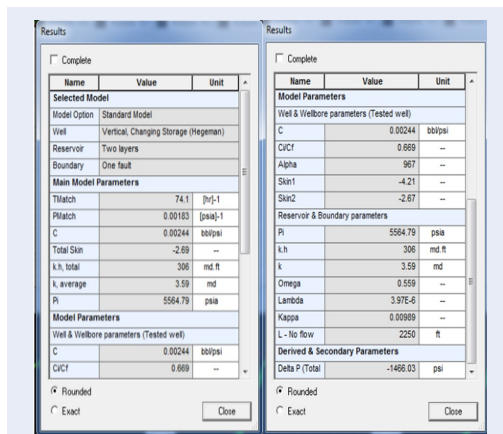 Results
Complete
Name Value Unit
Selected Model
Model Option Standard Model
Well Vertical, Changing Storage (Hegeman)
Reservoir Two layers
Boundary One fault
Main Model Parameters
TMatch 74.1 [hr]-1
PMatch 0.00183 [psia]-1
C 0.00244 bbl/psi
Total Skin -2.69 --
k.h, total 306 md.ft
k, average 3.59 md
Pi 5564.79 psia
Model Parameters
Well & Wellbore parameters (Tested well)
C 0.00244 bbl/psi
Ci/Cf 0.669 --
Rounded
Exact
Close
Results
Complete
Name Value Unit
Model Parameters
Well & Wellbore parameters (Tested well)
C 0.00244 bbl/psi
Ci/Cf 0.669 --
Alpha 967 --
Skin1 -4.21 --
Skin2 -2.67 --
Reservoir & Boundary parameters
Pi 5564.79 psia
k.h 306 md.ft
k 3.59 md
Omega 0.559 --
Lambda 3.97E-6 --
Kappa 0.00989 --
L - No flow 2250 ft
Derived & Secondary Parameters
Delta P (Total -1466.03 psi
Rounded
Exact
Close